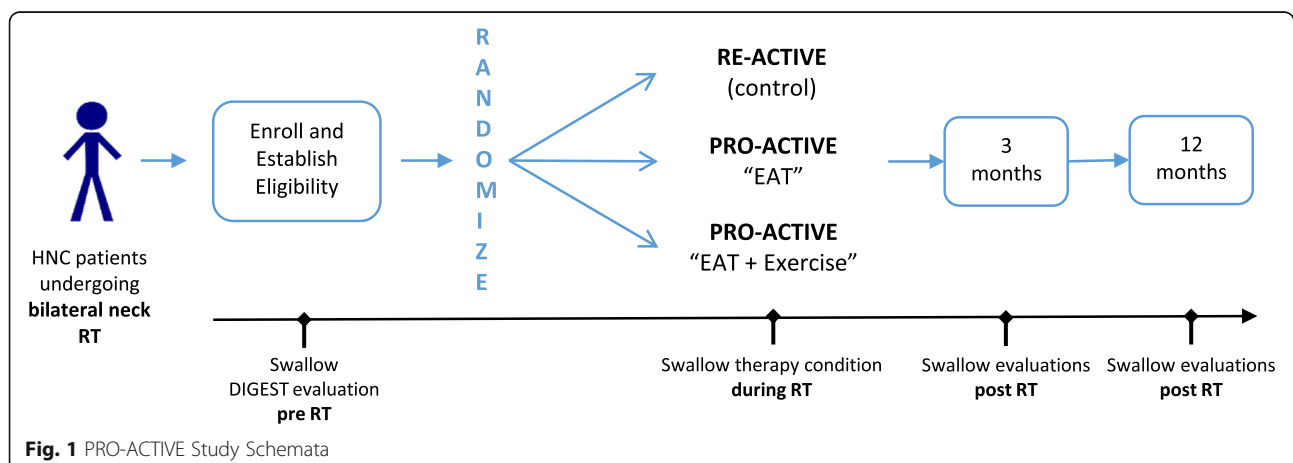 HNC patients
undergoing
bilateral neck
RT
Enroll and
Establish
Eligibility
R
A
N
D
O
M
I
Z
E
RE-ACTIVE
(control)
PRO-ACTIVE
“EAT”
PRO-ACTIVE
“EAT + Exercise”
3
months
12
months
Swallow
DIGEST evaluation
pre RT
Swallow therapy condition
during RT
Swallow evaluations
post RT
Swallow evaluations
post RT
Fig. 1 PRO-ACTIVE Study Schemata